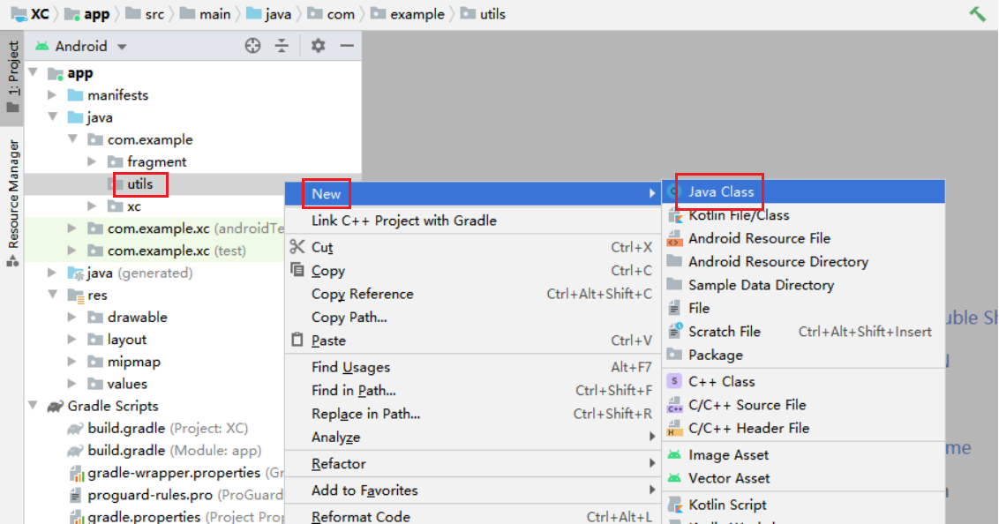 XC app src main java com example utils
Android
1: Project
Resource Manager
app
manifests
java
com.example
fragment
utils
xc
com.example.xc (androidTe
com.example.xc (test)
java (generated)
res
drawable
layout
mipmap
values
Gradle Scripts
build.gradle (Project: XC)
build.gradle (Module: app)
gradle-wrapper.properties (Gr
proguard-rules.pro (ProGuard
gradle.properties (Project Prop
New
Link C++ Project with Gradle
Cut Ctrl+X
Copy Ctrl+C
Copy Reference Ctrl+Alt+Shift+C
Copy Path...
Paste Ctrl+V
Find Usages Alt+F7
Find in Path... Ctrl+Shift+F
Replace in Path... Ctrl+Shift+R
Analyze
Refactor
Add to Favorites
Reformat Code Ctrl+Alt+L
Java Class
Kotlin File/Class
Android Resource File
Android Resource Directory
Sample Data Directory
File
Scratch File Ctrl+Alt+Shift+Insert
Package
C++ Class
C/C++ Source File
C/C++ Header File
Image Asset
Vector Asset
Kotlin Script
uble Sh
me